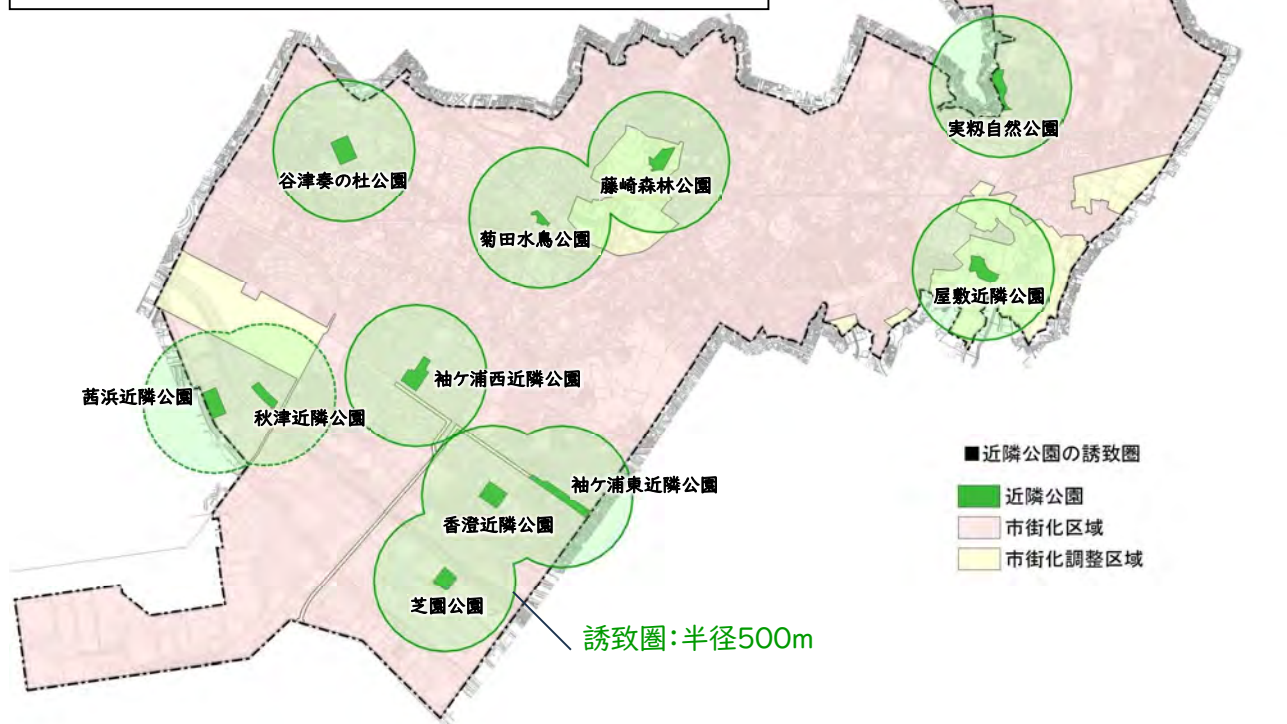 実籾自然公園
谷津奏の杜公園
藤崎森林公園
菊田水鳥公園
屋敷近隣公園
袖ケ浦西近隣公園
茜浜近隣公園
秋津近隣公園
袖ケ浦東近隣公園
香澄近隣公園
芝園公園
誘致圏:半径500m
■近隣公園の誘致圏
近隣公園
市街化区域
市街化調整区域